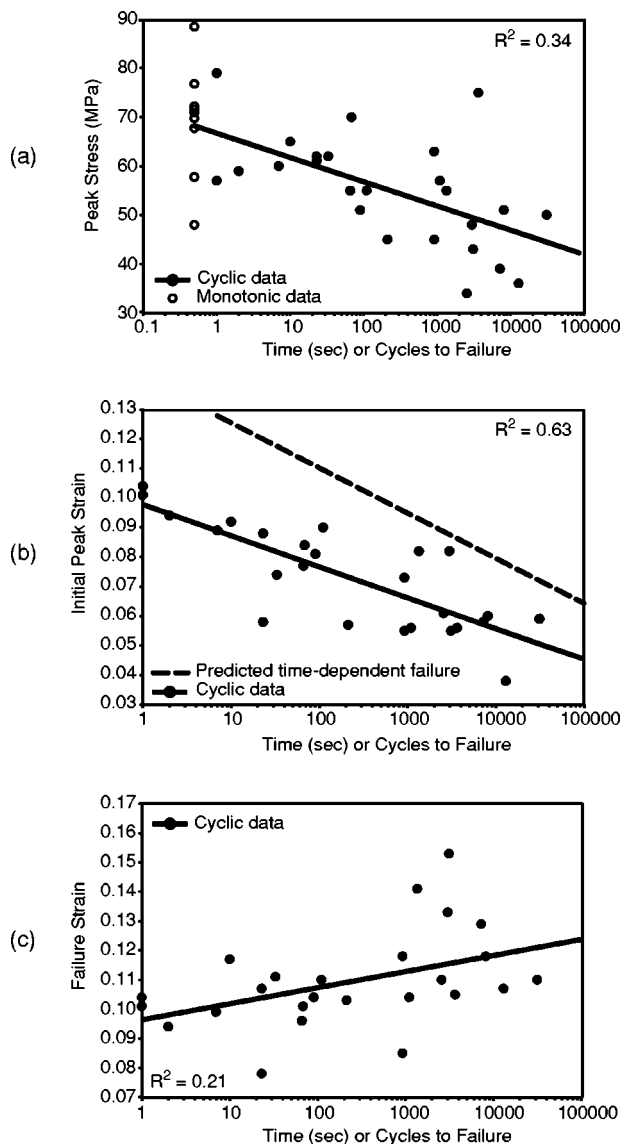 (a)
Peak Stress (MPa)
90
80
70
60
50
40
30
R² = 0.34
Cyclic data
Monotonic data
0.1 1 10 100 1000 10000 100000
Time (sec) or Cycles to Failure
(b)
Initial Peak Strain
0.13
0.12
0.11
0.10
0.09
0.08
0.07
0.06
0.05
0.04
0.03
R² = 0.63
Predicted time-dependent failure
Cyclic data
1 10 100 1000 10000 100000
Time (sec) or Cycles to Failure
(c)
Failure Strain
0.17
0.16
0.15
0.14
0.13
0.12
0.11
0.10
0.09
0.08
0.07
Cyclic data
R² = 0.21
1 10 100 1000 10000 100000
Time (sec) or Cycles to Failure